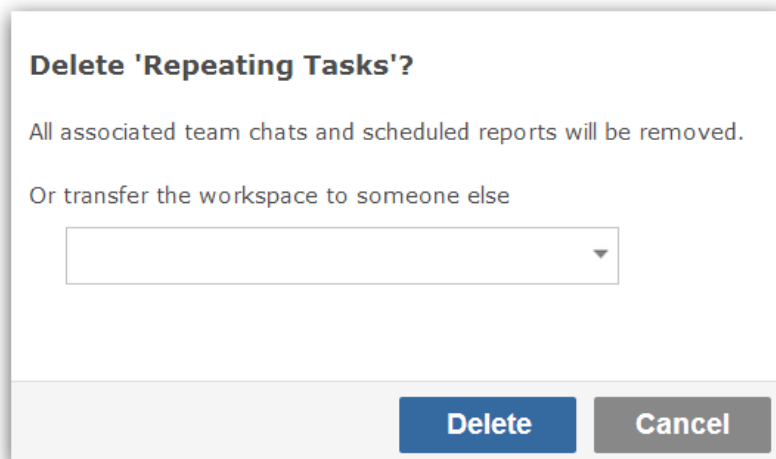 Delete 'Repeating Tasks'?
All associated team chats and scheduled reports will be removed.
Or transfer the workspace to someone else
Delete
Cancel